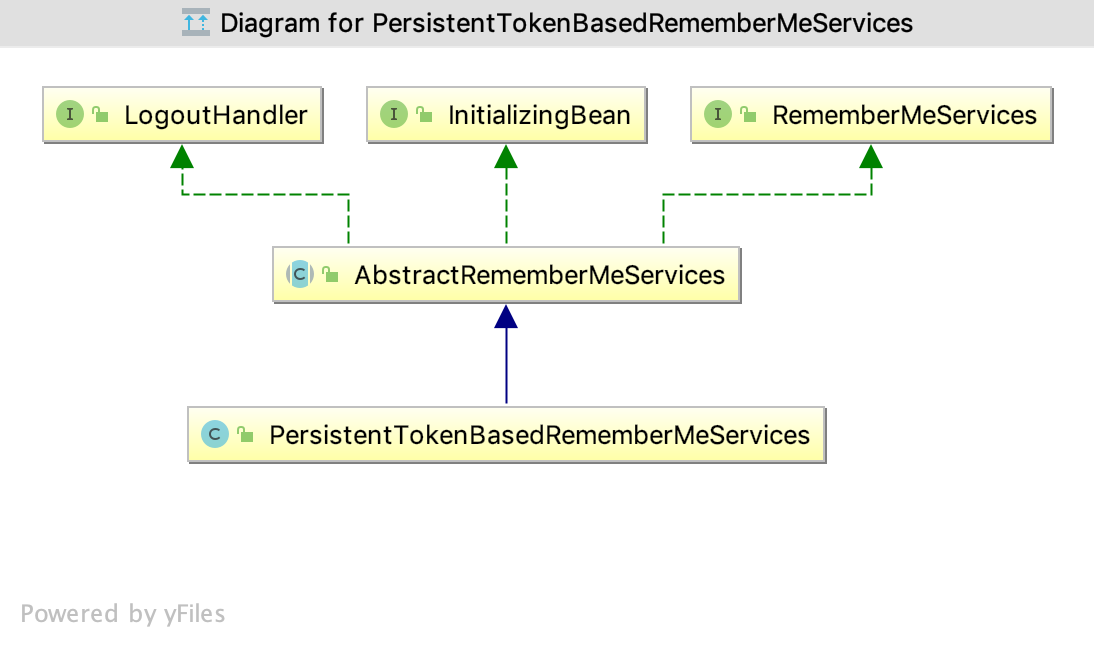 Diagram for PersistentTokenBasedRememberMeServices
I LogoutHandler
I InitializingBean
I RememberMeServices
C AbstractRememberMeServices
C PersistentTokenBasedRememberMeServices
Powered by yFiles